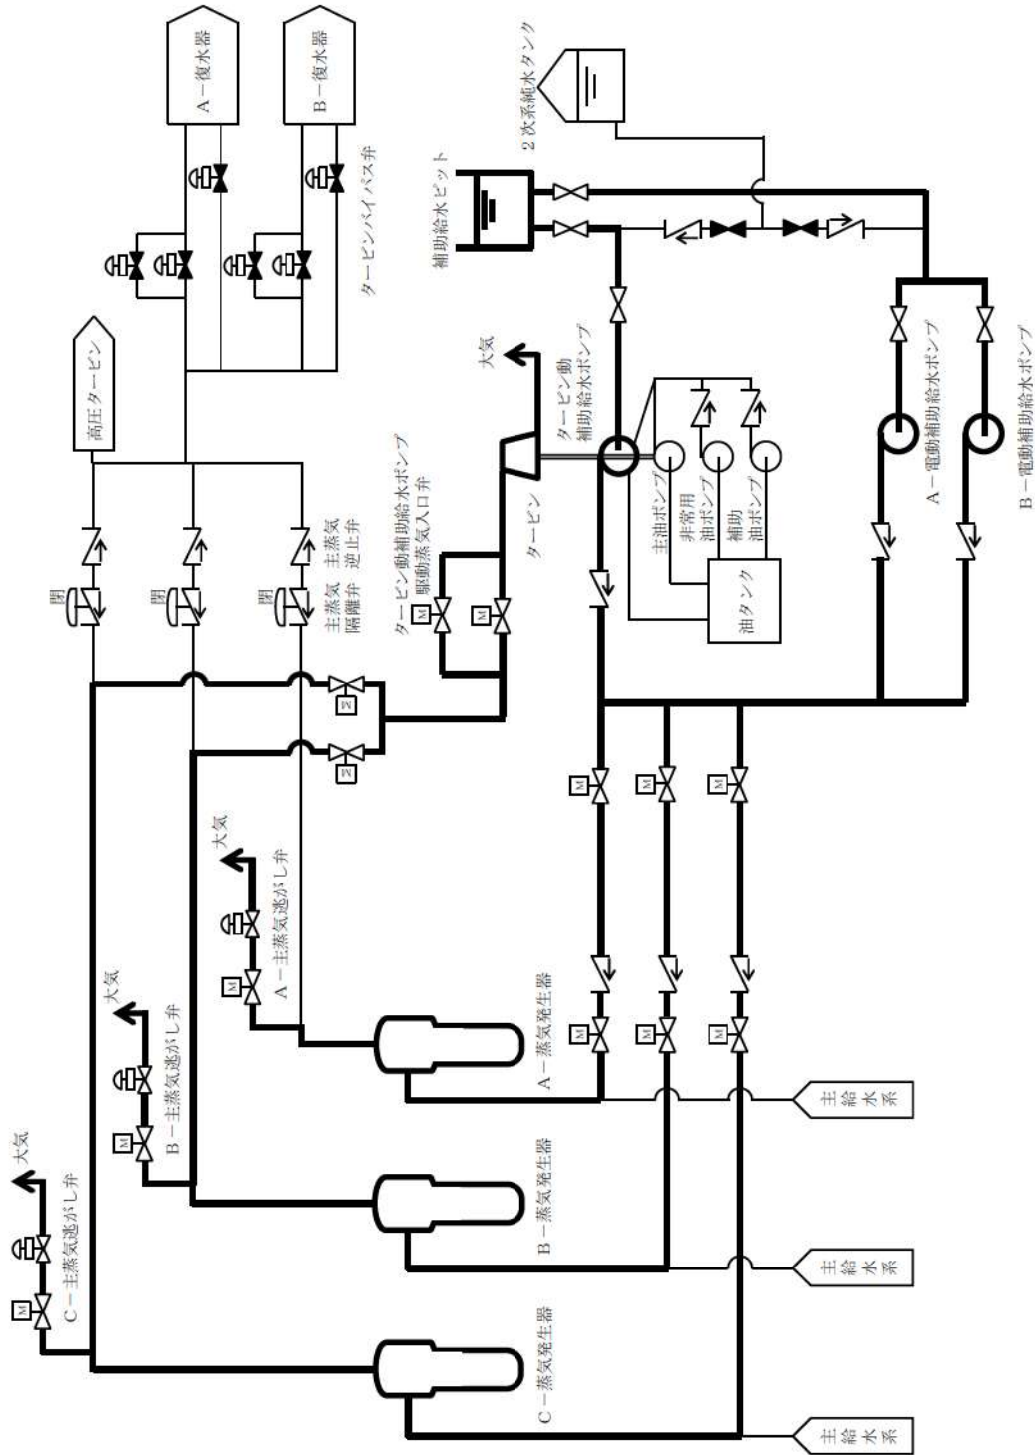 C－主蒸気逃がし弁
大気
M
B－主蒸気逃がし弁
大気
M
A－主蒸気逃がし弁
大気
M
C－蒸気発生器
B－蒸気発生器
A－蒸気発生器
主給水系
主給水系
主給水系
M
M
M
M
M
M
M
M
閉
閉
閉
主蒸気
隔離弁
主蒸気
逆止弁
高圧タービン
A－復水器
B－復水器
タービンバイパス弁
タービン動補助給水ポンプ
駆動蒸気入口弁
M
M
タービン
大気
タービン動
補助給水ポンプ
主油ポンプ
非常用
油ポンプ
補助
油ポンプ
油タンク
補助給水ピット
2次系純水タンク
A－電動補助給水ポンプ
B－電動補助給水ポンプ